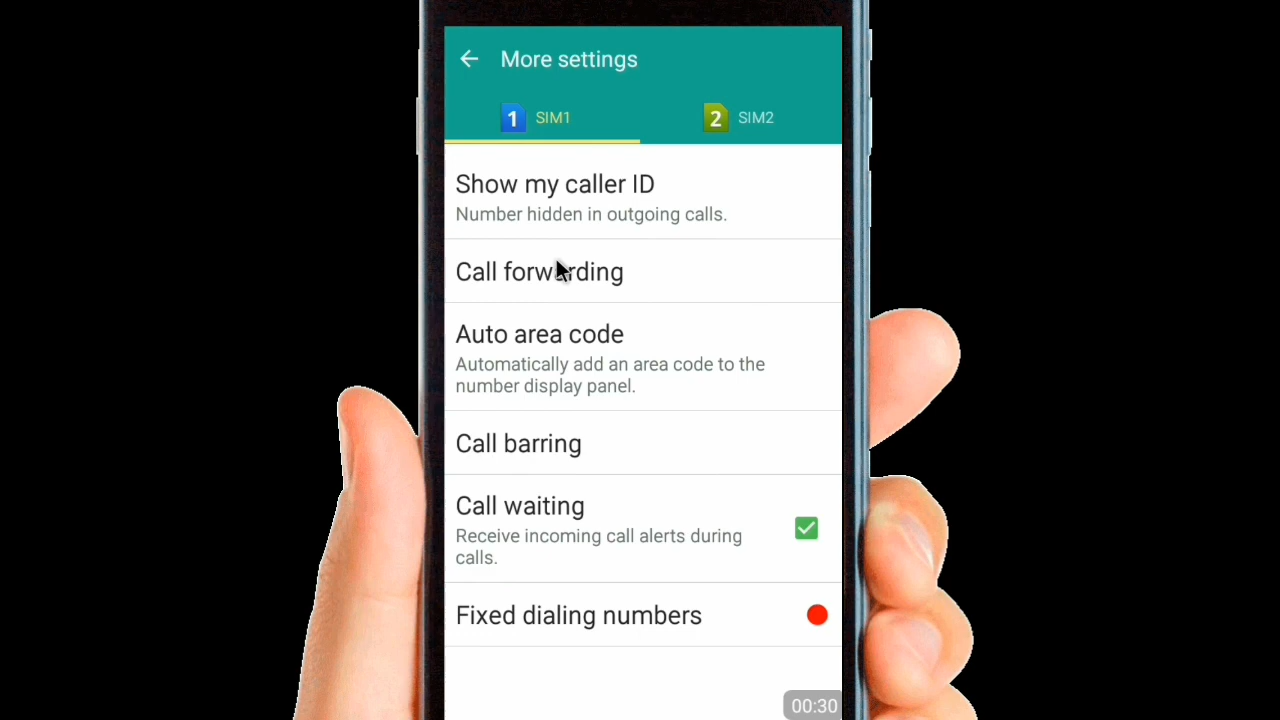 More settings
1 SIM1
2 SIM2
Show my caller ID
Number hidden in outgoing calls.
Call forwarding
Auto area code
Automatically add an area code to the
number display panel.
Call barring
Call waiting
Receive incoming call alerts during
calls.
Fixed dialing numbers
00:30